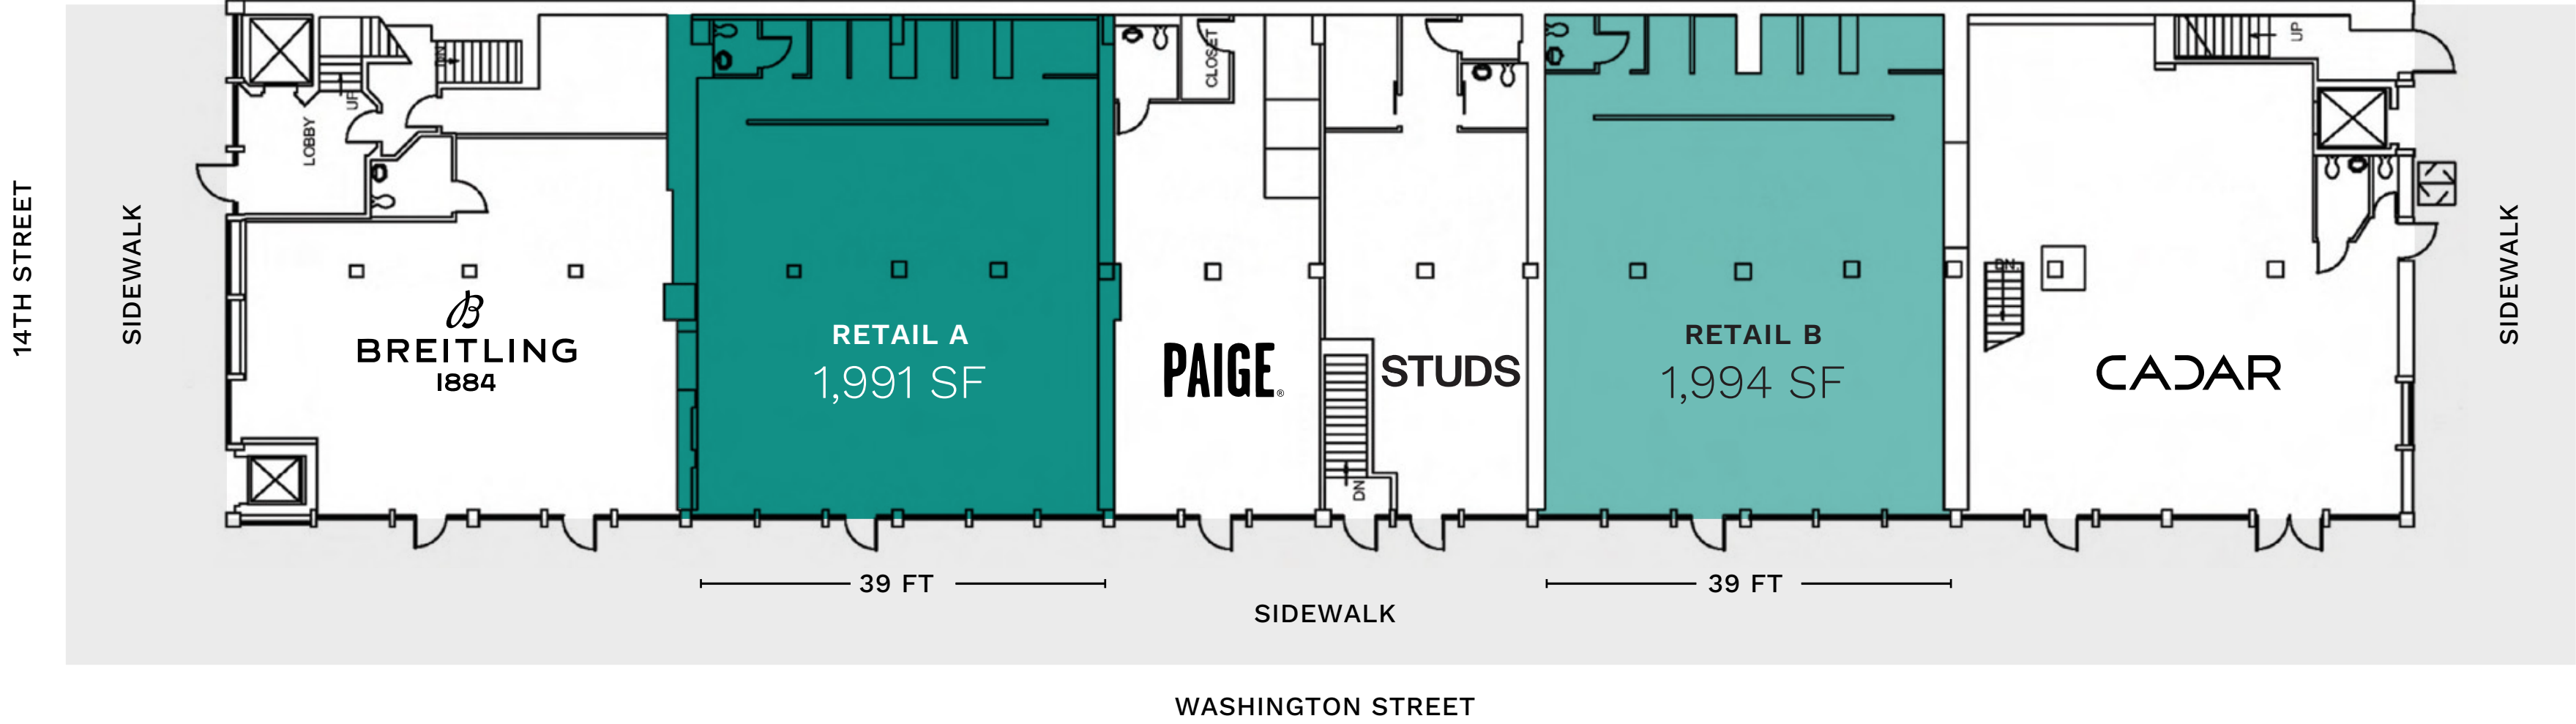 14TH STREET
SIDEWALK
LOBBY
UP
DN
B
BREITLING
1884
RETAIL A
1,991 SF
CLOSET
PAIGE®
DN
STUDS
RETAIL B
1,994 SF
DN.
UP
CADAR
SIDEWALK
39 FT
39 FT
SIDEWALK
WASHINGTON STREET